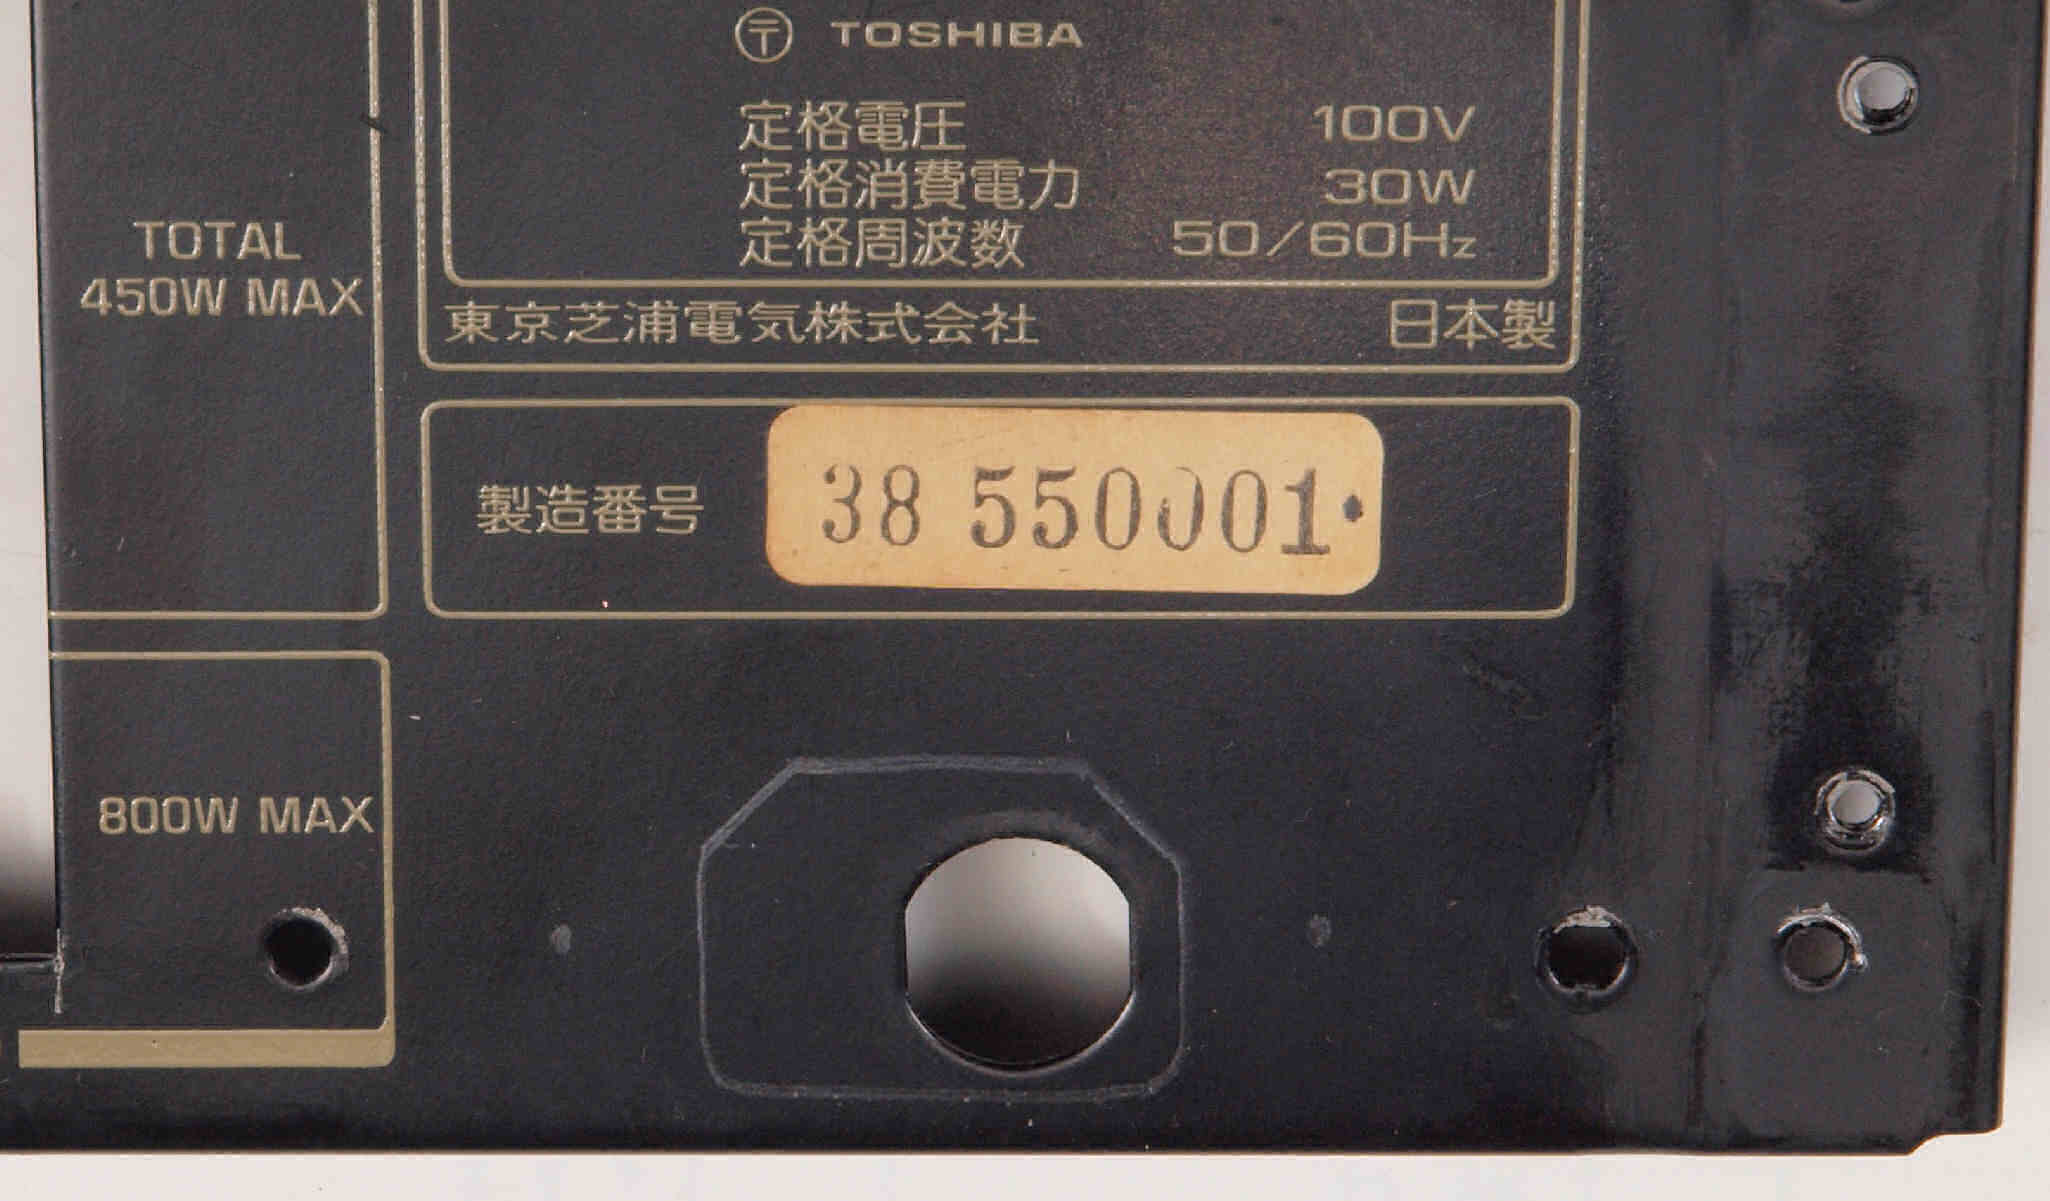 〶 TOSHIBA
定格電圧 100V
定格消費電力 30W
定格周波数 50/60Hz
東京芝浦電気株式会社 日本製
TOTAL
450W MAX
製造番号 38 550001
800W MAX